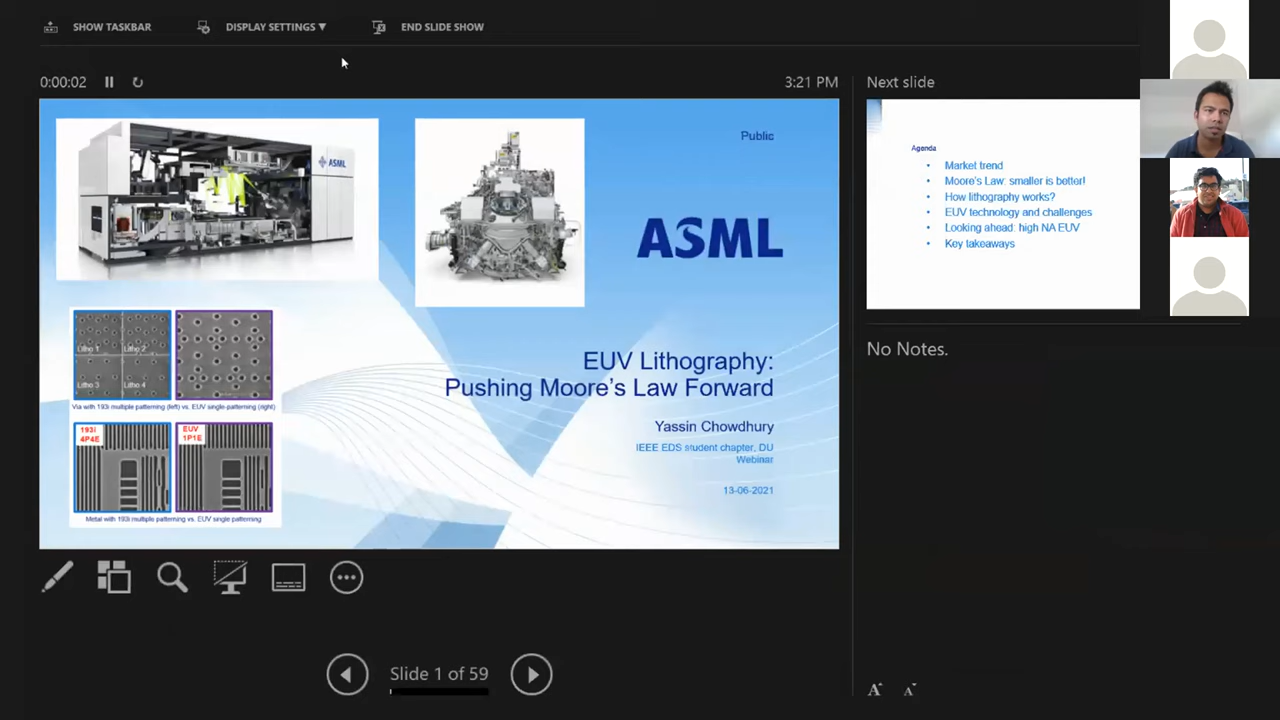 SHOW TASKBAR
DISPLAY SETTINGS ▼
END SLIDE SHOW
0:00:02
3:21 PM
Next slide
ASML
Public
ASML
Litho 1
Litho 2
Litho 3
Litho 4
Via with 193i multiple patterning (left) vs. EUV single-patterning (right)
193i
4P4E
EUV
1P1E
Metal with 193i multiple patterning vs. EUV single patterning
EUV Lithography:
Pushing Moore's Law Forward
Yassin Chowdhury
IEEE EDS student chapter, DU
Webinar
13-06-2021
Agenda
• Market trend
• Moore's Law: smaller is better!
• How lithography works?
• EUV technology and challenges
• Looking ahead: high NA EUV
• Key takeaways
No Notes.
Slide 1 of 59
A A